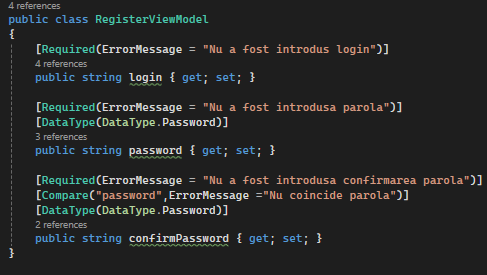 4 references
public class RegisterViewModel
{
[Required(ErrorMessage = "Nu a fost introdus login")]
4 references
public string login { get; set; }
[Required(ErrorMessage = "Nu a fost introdusa parola")]
[DataType(DataType.Password)]
3 references
public string password { get; set; }
[Required(ErrorMessage = "Nu a fost introdusa confirmarea parola")]
[Compare("password",ErrorMessage ="Nu coincide parola")]
[DataType(DataType.Password)]
2 references
public string confirmPassword { get; set; }
}